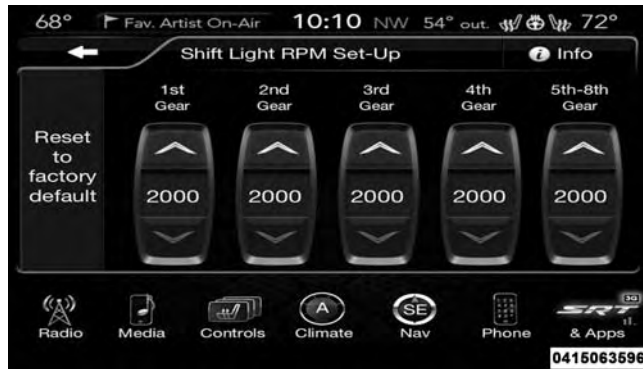 68° Fav. Artist On-Air 10:10 NW 54° out. 72°
Shift Light RPM Set-Up
i Info
1st Gear
2nd Gear
3rd Gear
4th Gear
5th-8th Gear
Reset
to
factory
default
2000 2000 2000 2000 2000
A SE 3G SRT
Radio Media Controls Climate Nav Phone & Apps
0415063596